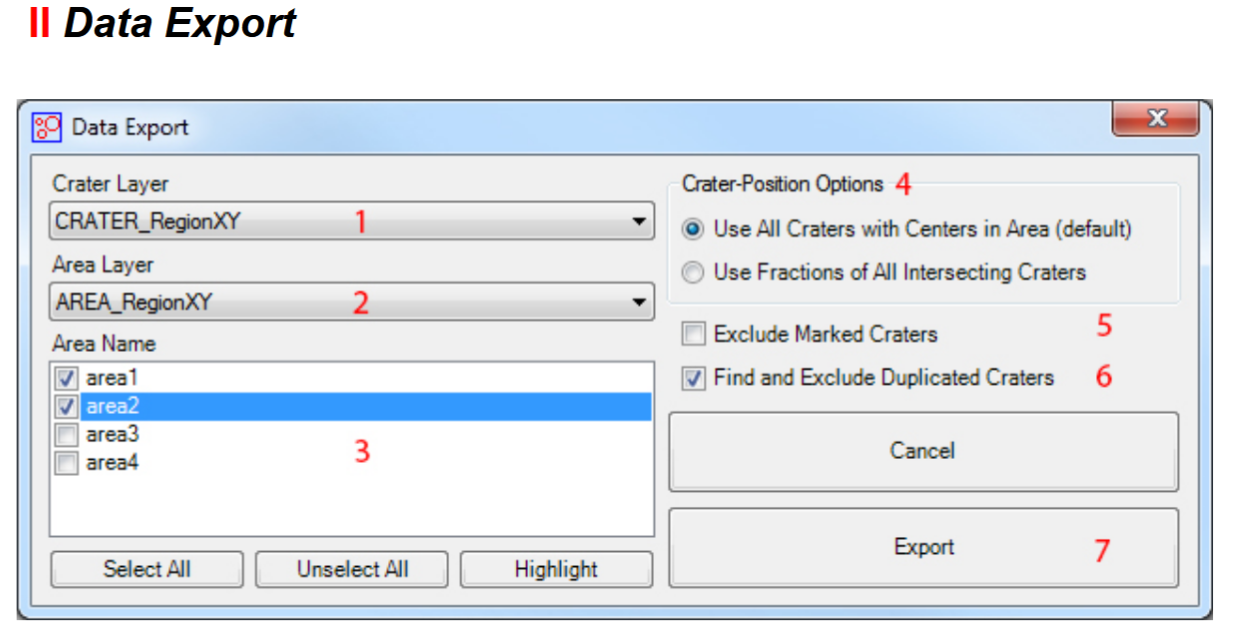 II Data Export
Data Export
X
Crater Layer
CRATER_RegionXY 1
Area Layer
AREA_RegionXY 2
Area Name
area1
area2
area3
area4
3
Select All
Unselect All
Highlight
Crater-Position Options 4
Use All Craters with Centers in Area (default)
Use Fractions of All Intersecting Craters
Exclude Marked Craters 5
Find and Exclude Duplicated Craters 6
Cancel
Export 7